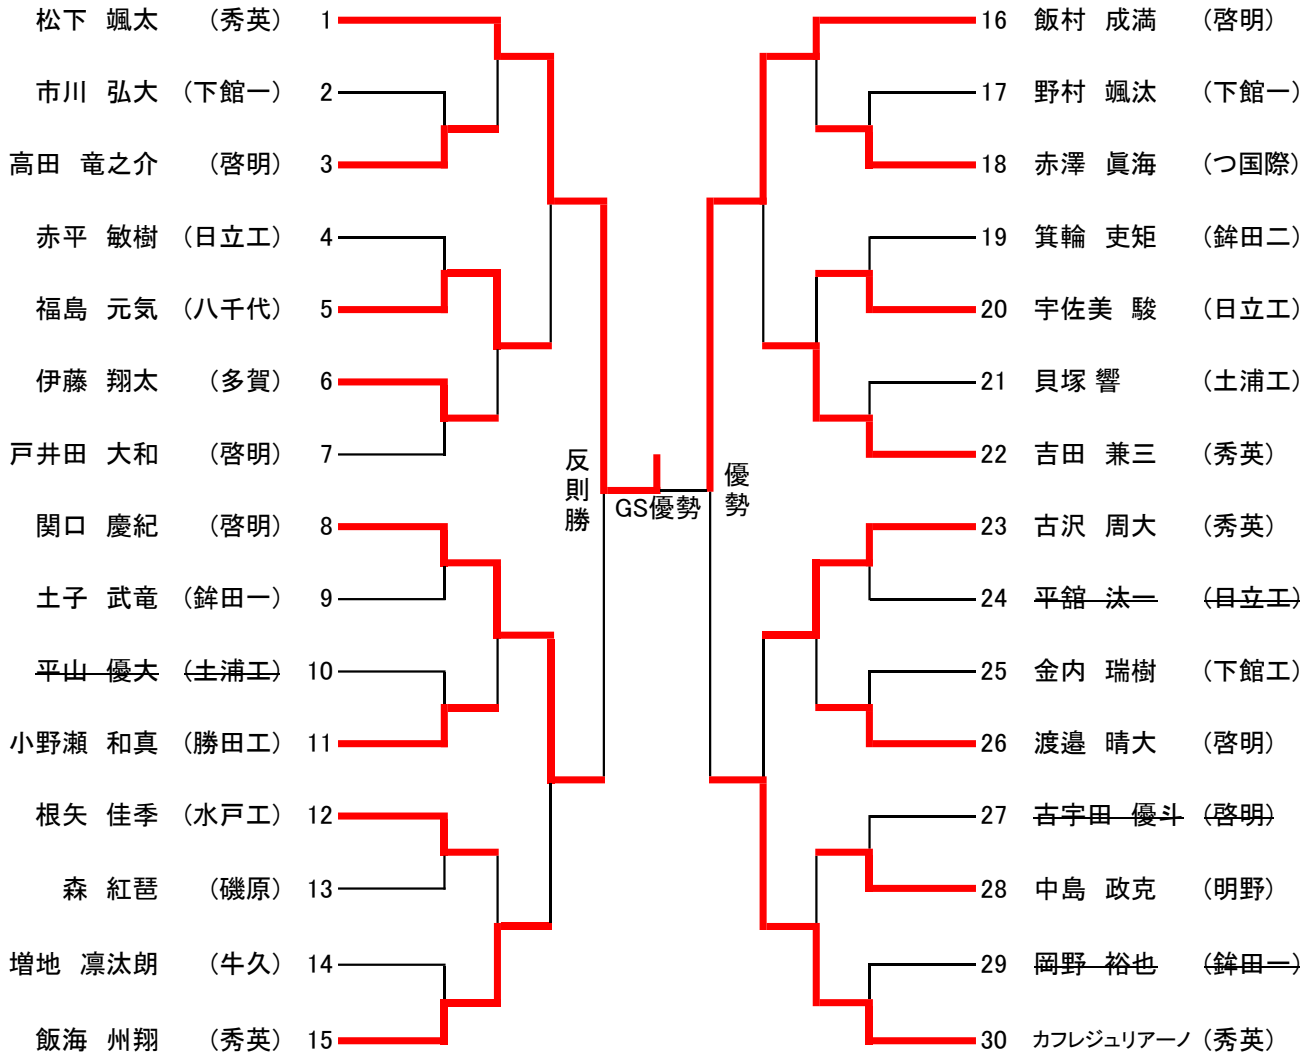 松下 颯太 (秀英) 1
市川 弘大 (下館一) 2
高田 竜之介 (啓明) 3
赤平 敏樹 (日立工) 4
福島 元気 (八千代) 5
伊藤 翔太 (多賀) 6
戸井田 大和 (啓明) 7
関口 慶紀 (啓明) 8
土子 武竜 (鉾田一) 9
平山 優大 (土浦工) 10
小野瀬 和真 (勝田工) 11
根矢 佳季 (水戸工) 12
森 紅琶 (磯原) 13
増地 凛汰朗 (牛久) 14
飯海 州翔 (秀英) 15
反則勝
GS優勢
優勢
16 飯村 成満 (啓明)
17 野村 颯汰 (下館一)
18 赤澤 眞海 (つ国際)
19 箕輪 吏矩 (鉾田二)
20 宇佐美 駿 (日立工)
21 貝塚 響 (土浦工)
22 吉田 兼三 (秀英)
23 古沢 周大 (秀英)
24 平舘 汰一 (日立工)
25 金内 瑞樹 (下館工)
26 渡邉 晴大 (啓明)
27 古宇田 優斗 (啓明)
28 中島 政克 (明野)
29 岡野 裕也 (鉾田一)
30 カフレジュリアーノ (秀英)